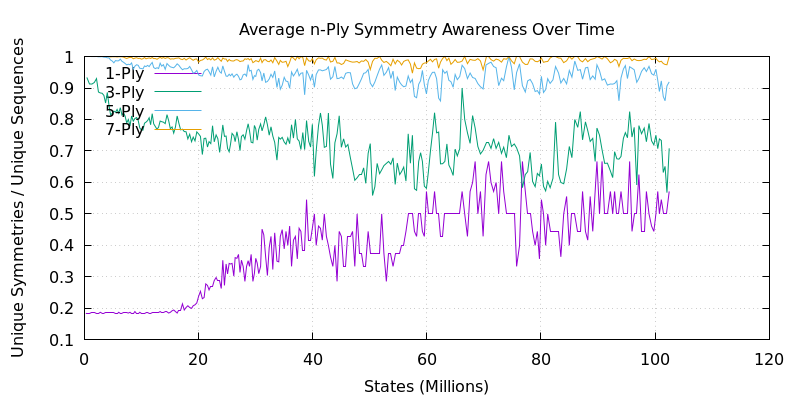 Average n-Ply Symmetry Awareness Over Time
Unique Symmetries / Unique Sequences
1
0.9
0.8
0.7
0.6
0.5
0.4
0.3
0.2
0.1
1-Ply
3-Ply
5-Ply
7-Ply
0 20 40 60 80 100 120
States (Millions)